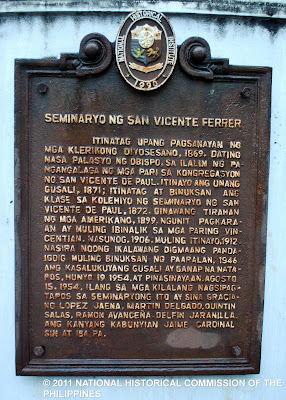 NATIONAL HISTORICAL INSTITUTE
1990
SEMINARYO NG SAN VICENTE FERRER
ITINATAG UPANG PAGSANAYAN NG
MGA KLERIKONG DIYOSESANO, 1869. DATING
NASA PALASYO NG OBISPO. SA ILALIM NG PA-
NGANGALAGA NG MGA PARI SA KONGREGASYON
NG SAN VICENTE DE PAUL. ITINAYO ANG UNANG
GUSALI, 1871; ITINATAG AT BINUKSAN ANG
KLASE SA KOLEHIYO NG SEMINARYO NG SAN
VICENTE DE PAUL, 1872. GINAWANG TIRAHAN
NG MGA AMERIKANO, 1899 NGUNIT PAGKARA-
AN AY MULING IBINALIK SA MGA PARING VIN-
CENTIAN. NASUNOG, 1906; MULING ITINAYO, 1912.
NASIRA NOONG IKALAWANG DIGMAANG PANDA-
IGDIG MULING BINUKSAN NG PAARALAN, 1946
ANG KASALUKUYANG GUSALI AY GANAP NA NATA-
POS, HUNYO, 19, 1954, AT PINASINAYAAN, AGOSTO
15, 1954. ILANG SA MGA KILALANG NAGSIPAG-
TAPOS SA SEMINARYONG ITO AY SINA GRACIA-
NO LOPEZ JAENA, MARTIN DELGADO, QUINTIN
SALAS, RAMON AVANCEÑA, DELFIN JARANILLA,
ANG KANYANG KABUNYIAN JAIME CARDINAL
SIN AT IBA PA.
© 2011 NATIONAL HISTORICAL COMMISSION OF THE
PHILIPPINES